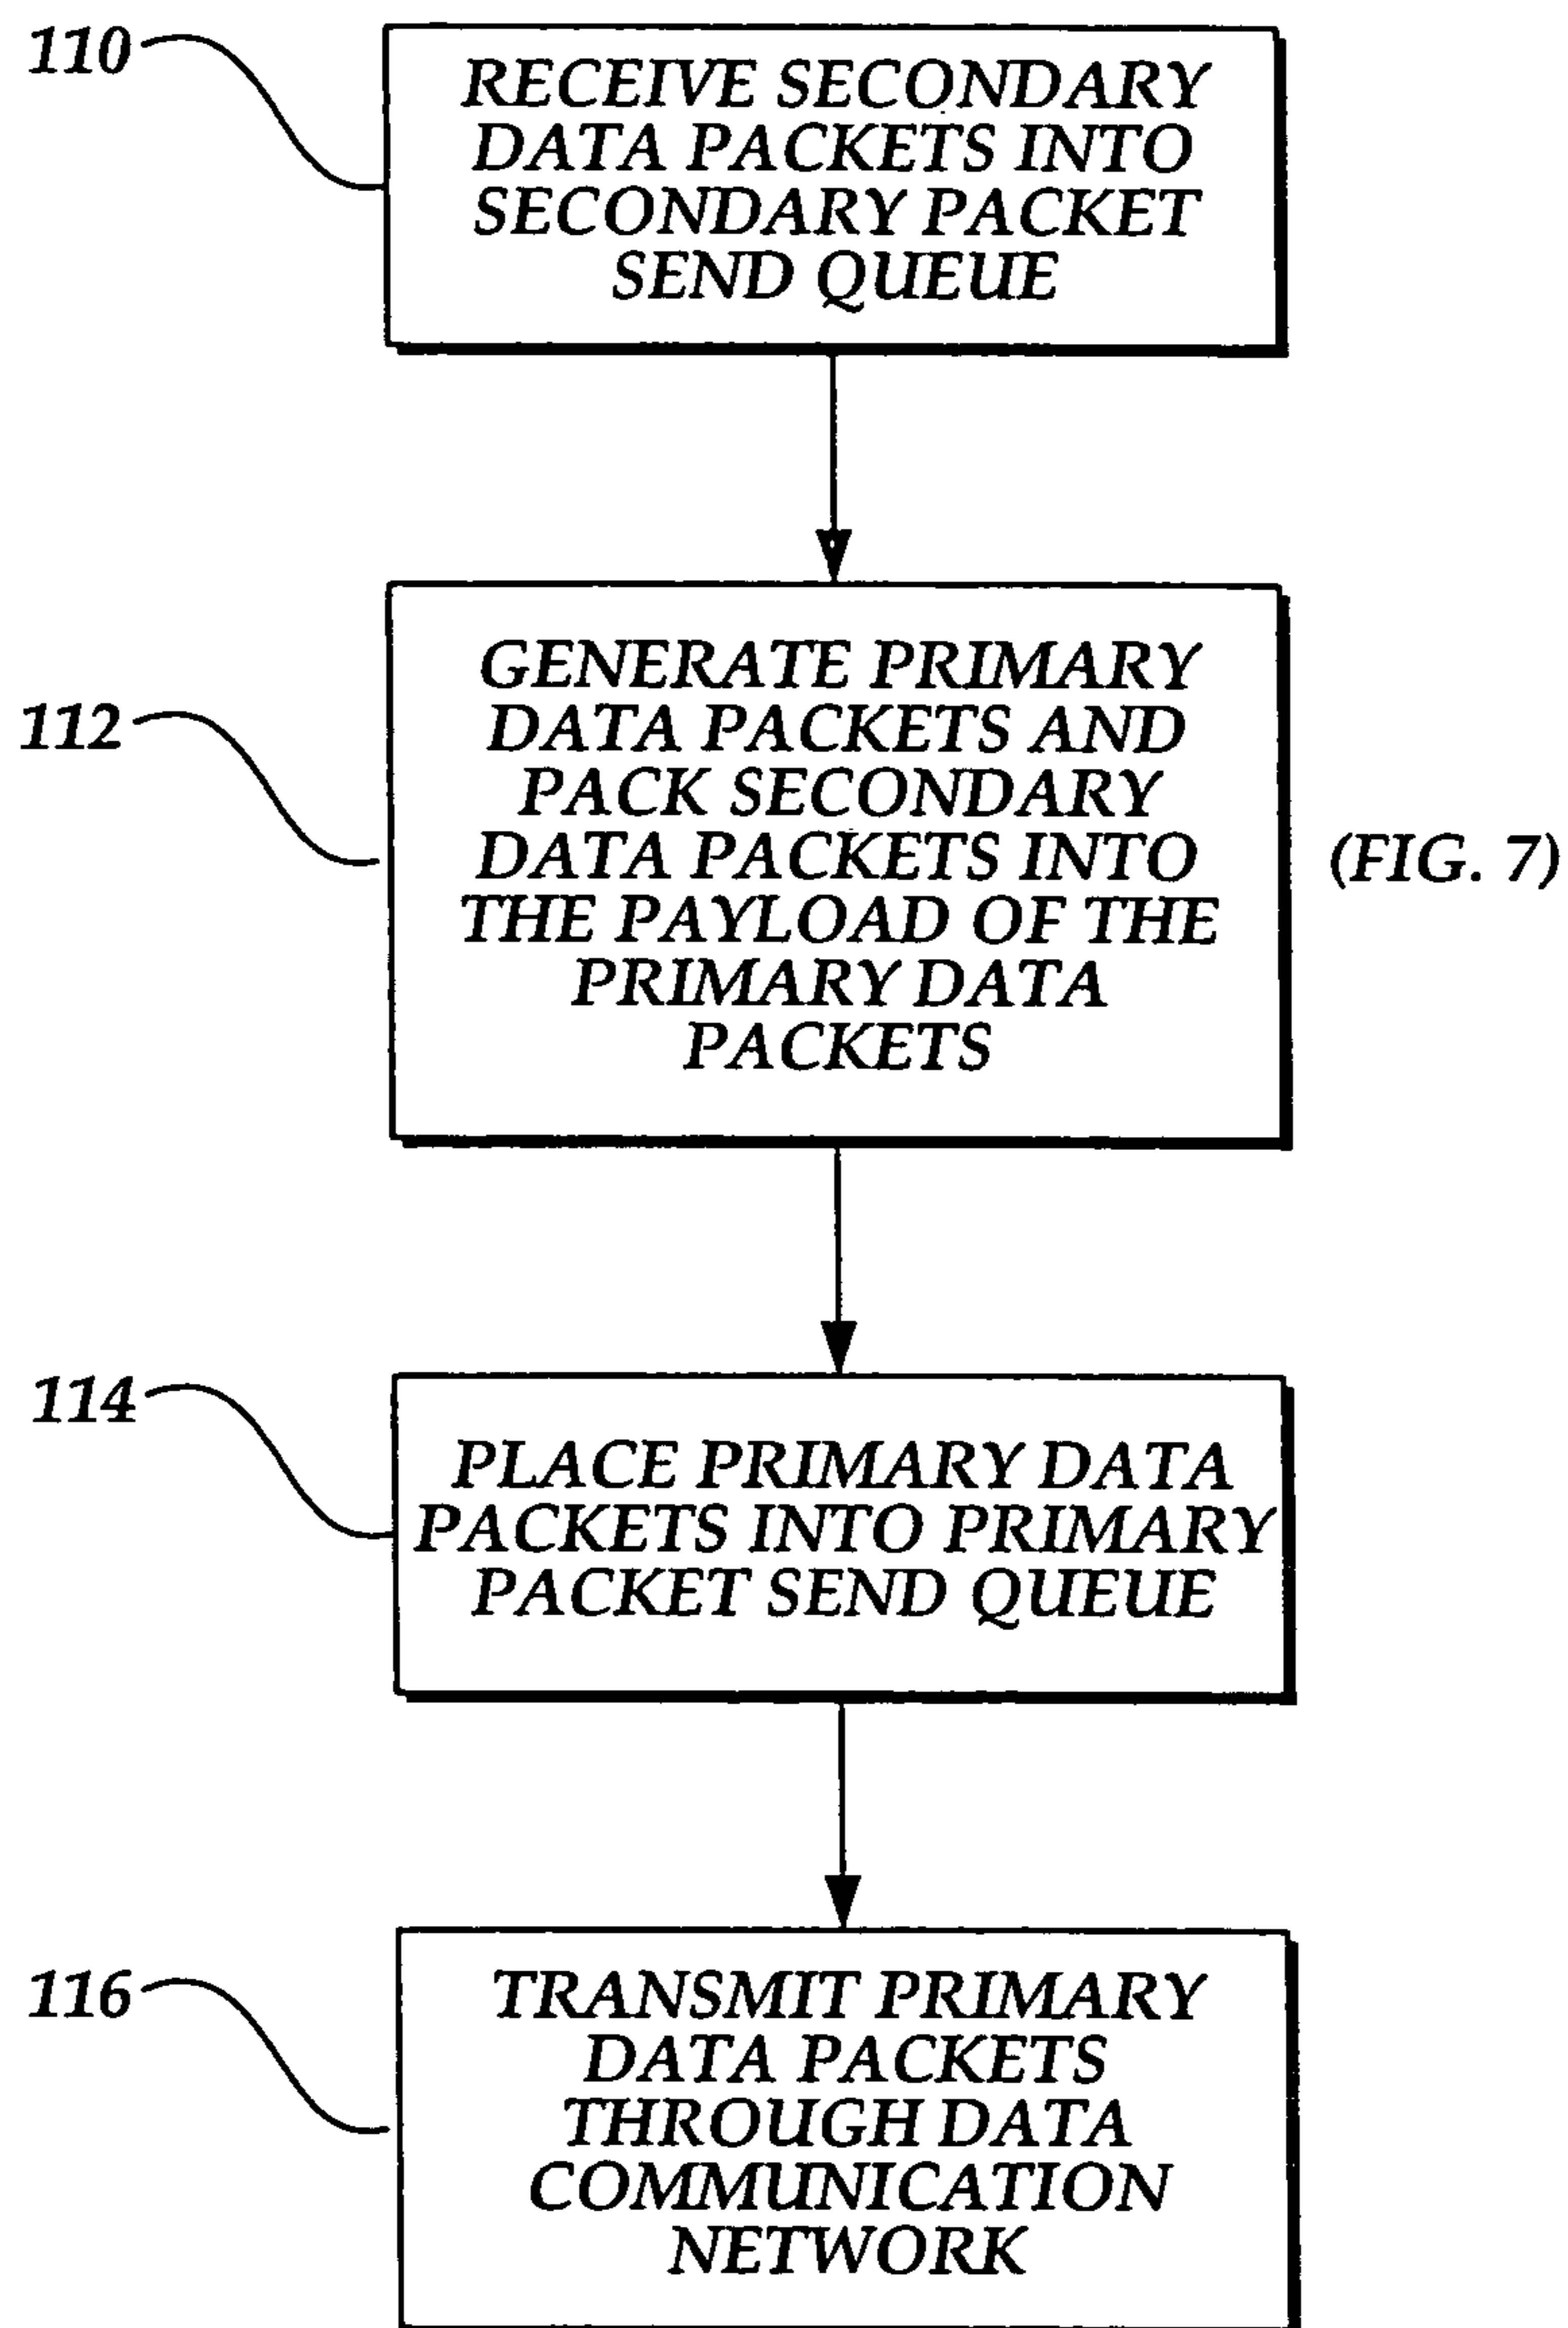 110
RECEIVE SECONDARY
DATA PACKETS INTO
SECONDARY PACKET
SEND QUEUE
112
GENERATE PRIMARY
DATA PACKETS AND
PACK SECONDARY
DATA PACKETS INTO
THE PAYLOAD OF THE
PRIMARY DATA
PACKETS
(FIG. 7)
114
PLACE PRIMARY DATA
PACKETS INTO PRIMARY
PACKET SEND QUEUE
116
TRANSMIT PRIMARY
DATA PACKETS
THROUGH DATA
COMMUNICATION
NETWORK